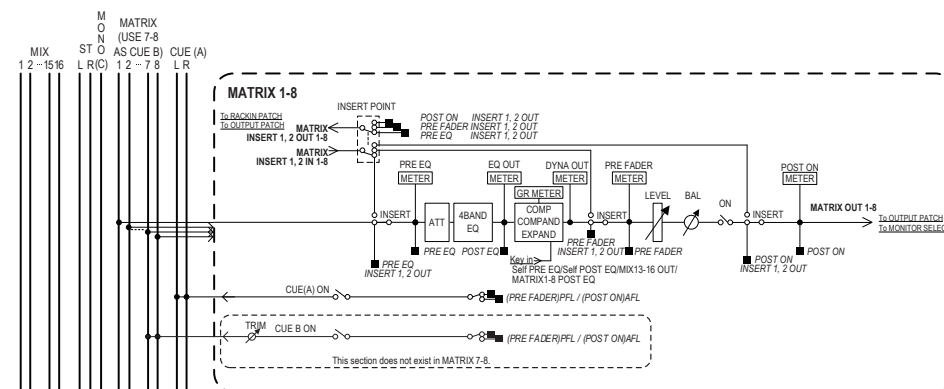 MONO
MATRIX
(USE 7-8
MIX ST (C) AS CUE B) CUE (A)
1 2 ··· 1516 L R 1 2 ··· 7 8 L R
MATRIX 1-8
INSERT POINT
To RACKIN PATCH
To OUTPUT PATCH
MATRIX
INSERT 1, 2 OUT 1-8
POST ON INSERT 1, 2 OUT
PRE FADER INSERT 1, 2 OUT
PRE EQ INSERT 1, 2 OUT
MATRIX
INSERT 1, 2 IN 1-8
PRE EQ EQ OUT DYNA OUT PRE FADER POST ON
METER METER METER METER METER
GR METER
LEVEL BAL ON
INSERT ATT 4BAND EQ COMP COMPAND EXPAND INSERT INSERT
MATRIX OUT 1-8
To OUTPUT PATCH
To MONITOR SELEC
PRE EQ POST EQ PRE FADER POST ON
PRE EQ
INSERT 1, 2 OUT
PRE FADER
INSERT 1, 2 OUT
POST ON
INSERT 1, 2 OUT
Key in
Self PRE EQ/Self POST EQ/MIX13-16 OUT/
MATRIX1-8 POST EQ
CUE(A) ON
(PRE FADER)PFL / (POST ON)AFL
TRIM CUE B ON
(PRE FADER)PFL / (POST ON)AFL
This section does not exist in MATRIX 7-8.